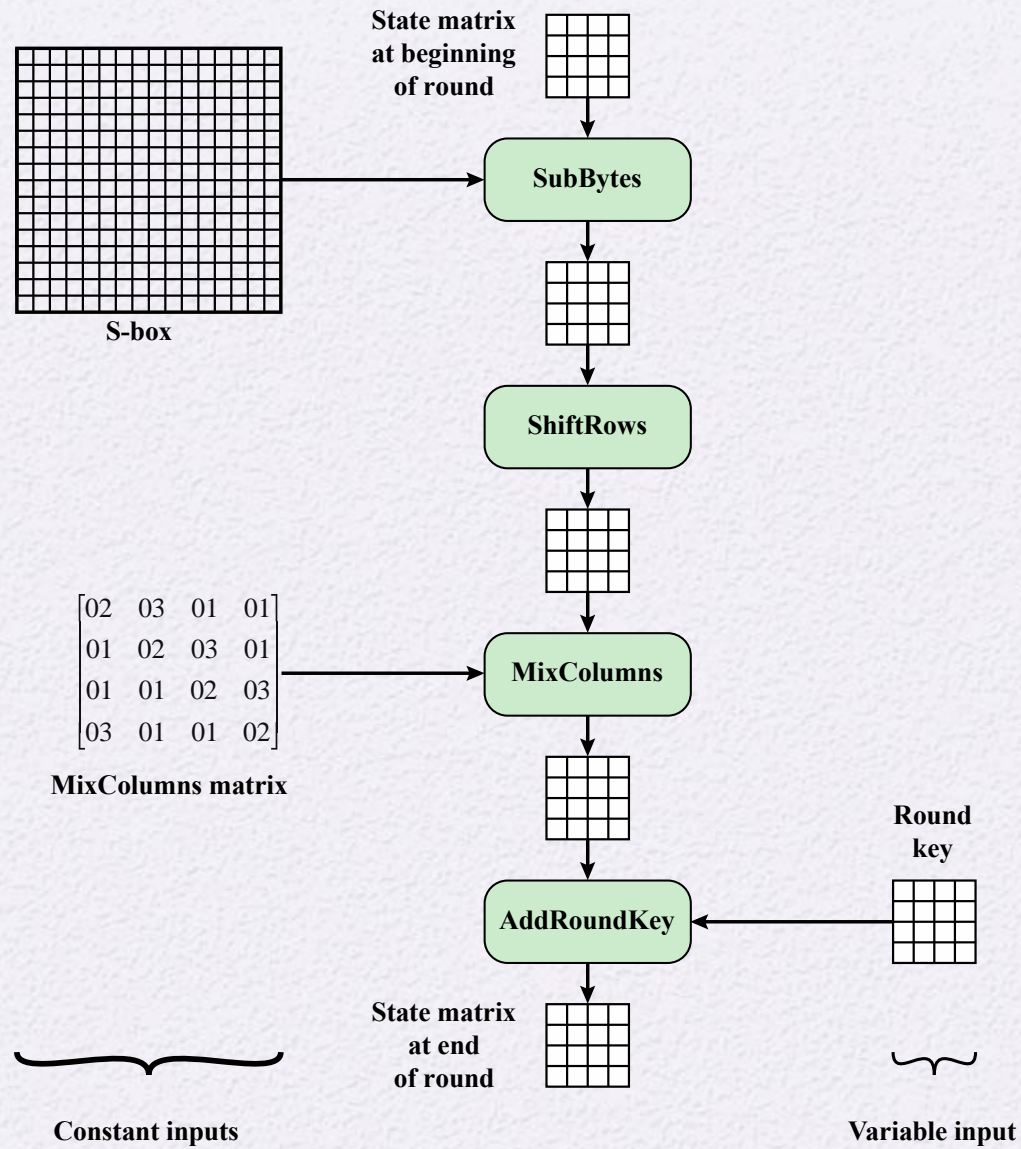 State matrix
at beginning
of round
SubBytes
S-box
ShiftRows
02 03 01 01
01 02 03 01
01 01 02 03
03 01 01 02
MixColumns
MixColumns matrix
Round
key
AddRoundKey
State matrix
at end
of round
Constant inputs
Variable input